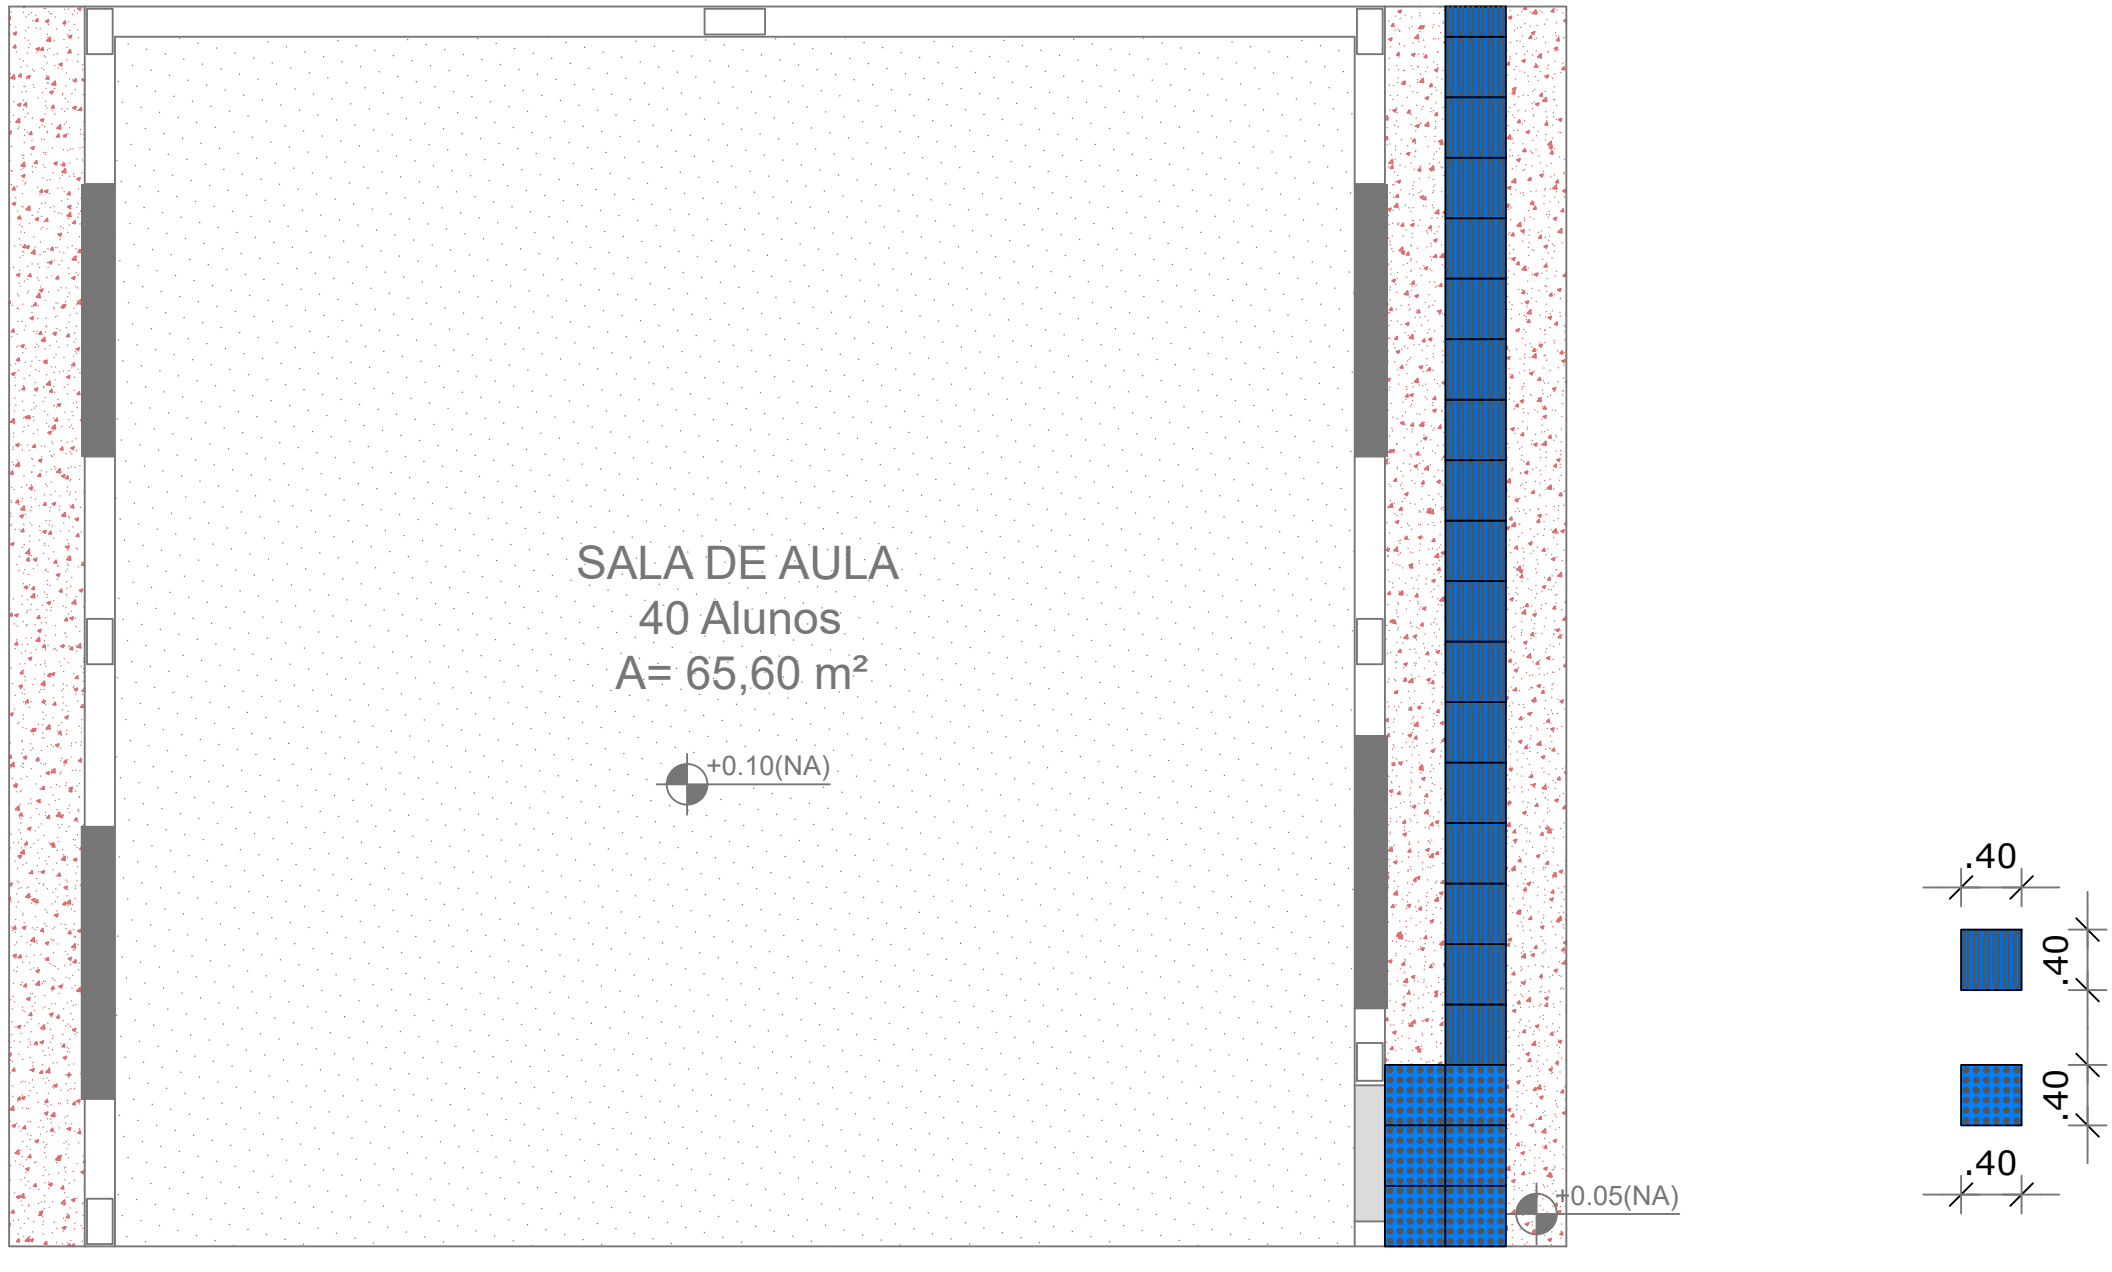 SALA DE AULA
40 Alunos
A= 65,60 m²
+0.10(NA)
.40
.40
.40
.40
+0.05(NA)